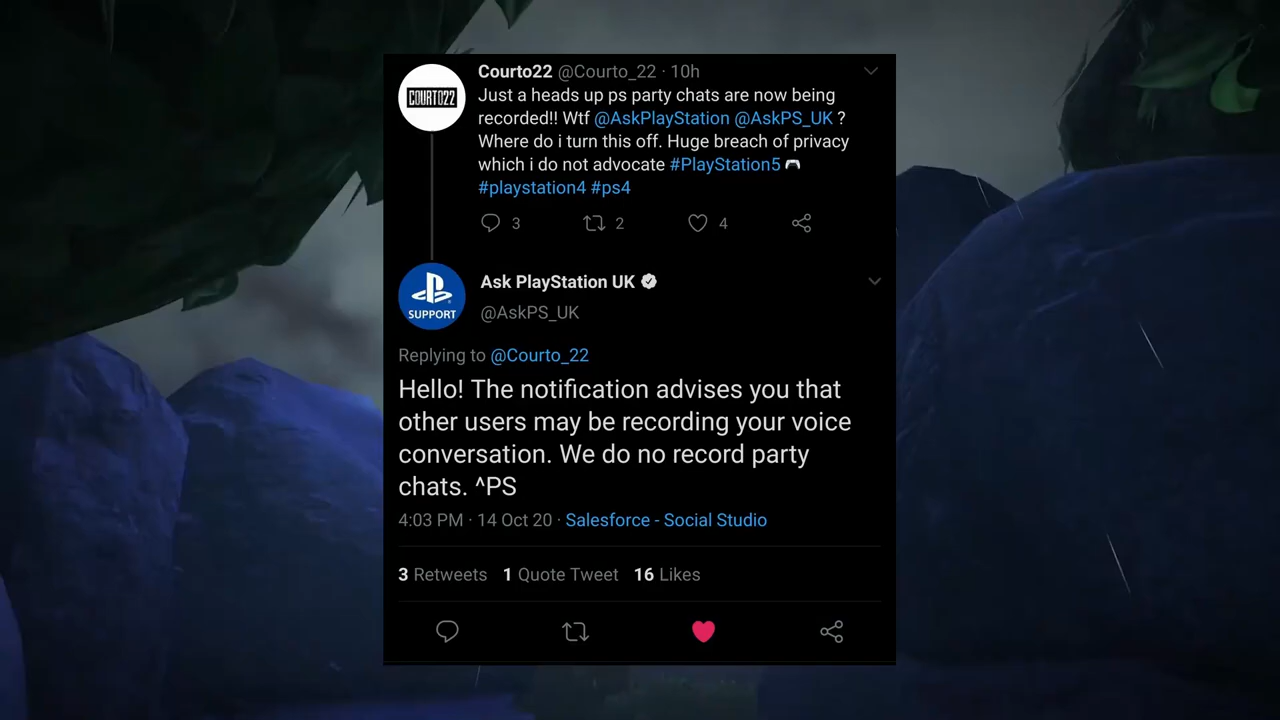 Courto22 @Courto_22 · 10h
COURTO22
Just a heads up ps party chats are now being
recorded!! Wtf @AskPlayStation @AskPS_UK ?
Where do i turn this off. Huge breach of privacy
which i do not advocate #PlayStation5 🎮
#playstation4 #ps4
3 2 4
Ask PlayStation UK
SUPPORT
@AskPS_UK
Replying to @Courto_22
Hello! The notification advises you that
other users may be recording your voice
conversation. We do no record party
chats. ^PS
4:03 PM · 14 Oct 20 · Salesforce - Social Studio
3 Retweets 1 Quote Tweet 16 Likes